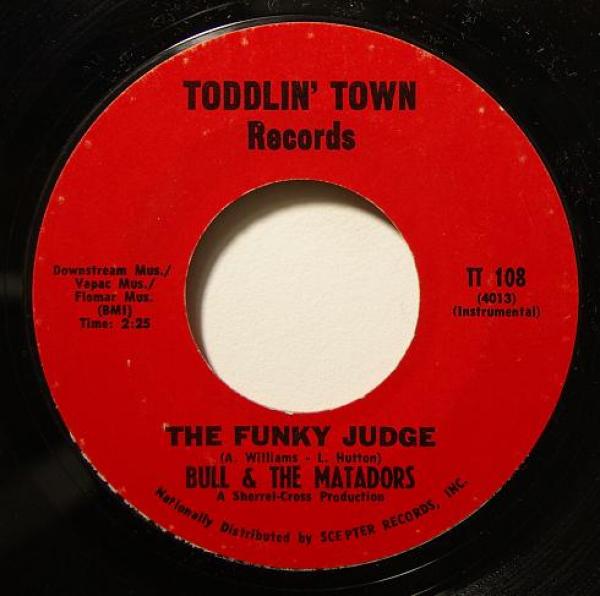 TODDLIN' TOWN
Records
Downstream Mus./
Vapac Mus./
Flomar Mus.
(BMI)
Time: 2:25
TT 108
(4013)
(Instrumental)
THE FUNKY JUDGE
(A. Williams - L. Hutton)
BULL & THE MATADORS
A Sherrel-Cross Production
Nationally Distributed by SCEPTER RECORDS, INC.